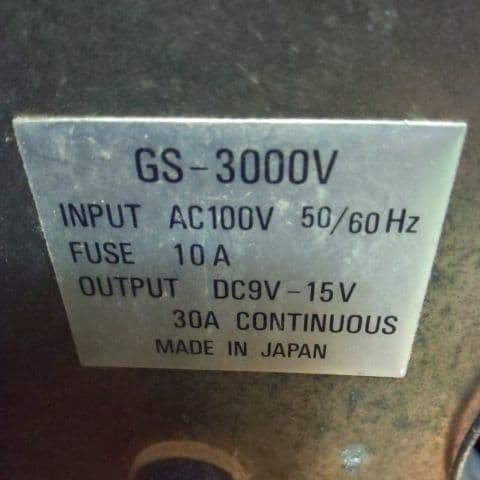 GS-3000V
INPUT AC100V 50/60Hz
FUSE 10A
OUTPUT DC9V-15V
30A CONTINUOUS
MADE IN JAPAN